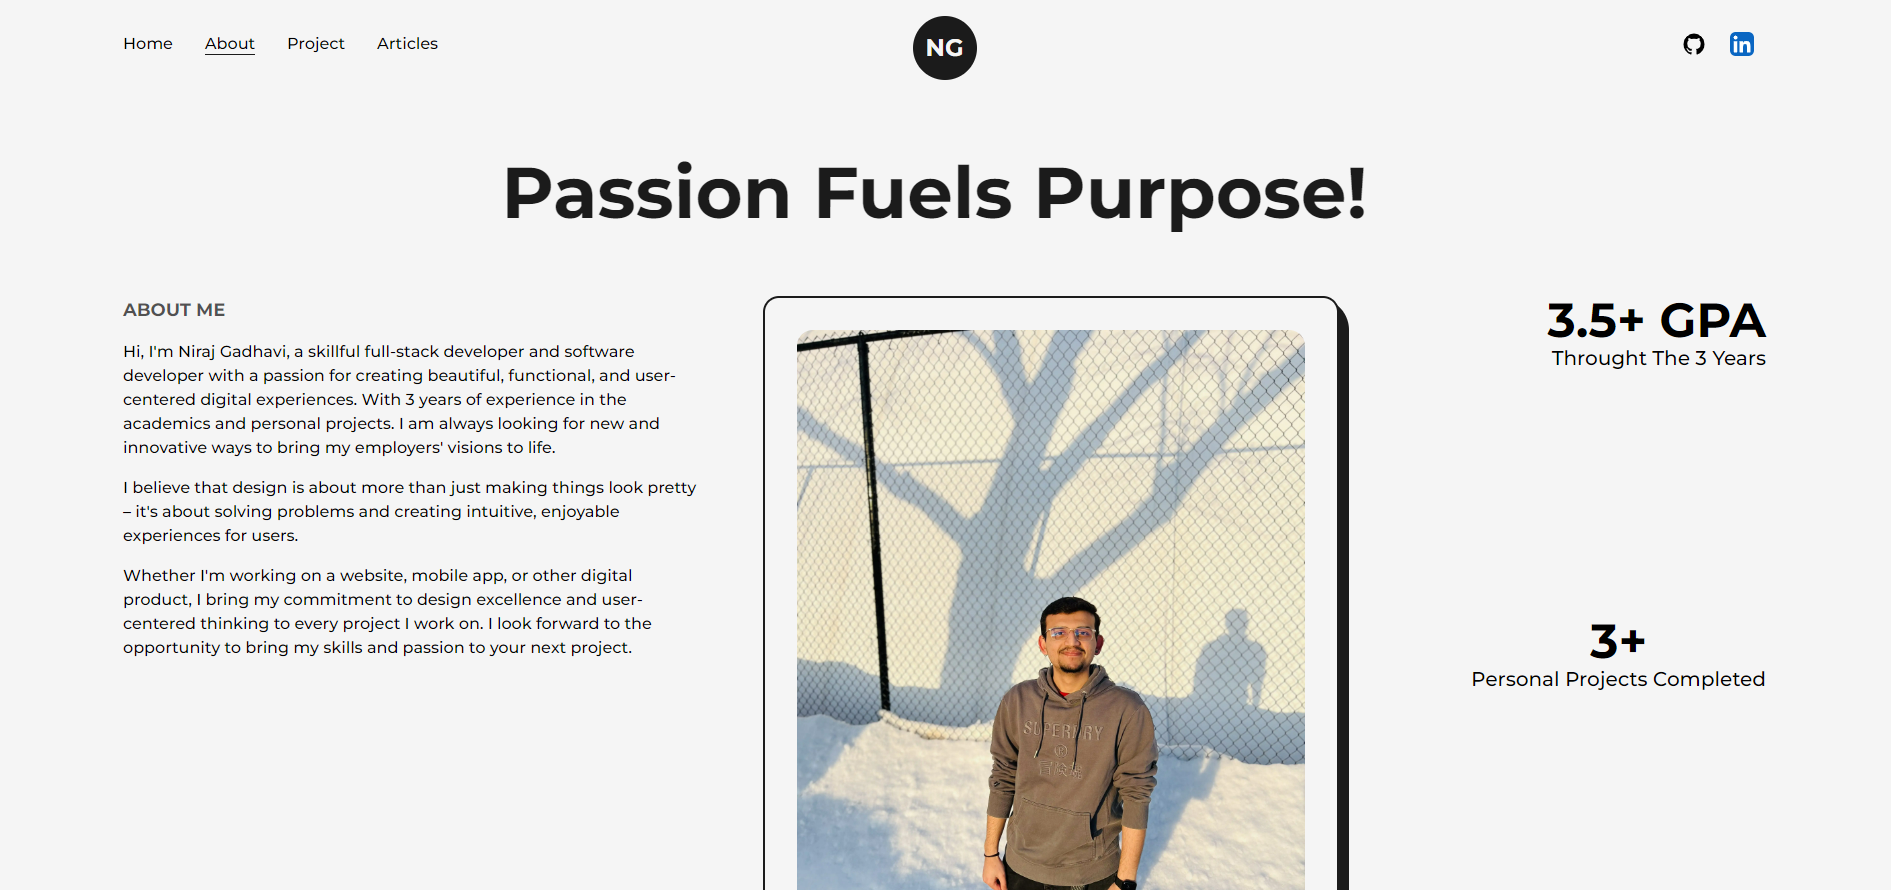 Home About Project Articles
NG
in
Passion Fuels Purpose!
ABOUT ME
Hi, I'm Niraj Gadhavi, a skillful full-stack developer and software
developer with a passion for creating beautiful, functional, and user-
centered digital experiences. With 3 years of experience in the
academics and personal projects. I am always looking for new and
innovative ways to bring my employers' visions to life.
I believe that design is about more than just making things look pretty
– it's about solving problems and creating intuitive, enjoyable
experiences for users.
Whether I'm working on a website, mobile app, or other digital
product, I bring my commitment to design excellence and user-
centered thinking to every project I work on. I look forward to the
opportunity to bring my skills and passion to your next project.
SUPERDRY
®
3.5+ GPA
Throught The 3 Years
3+
Personal Projects Completed